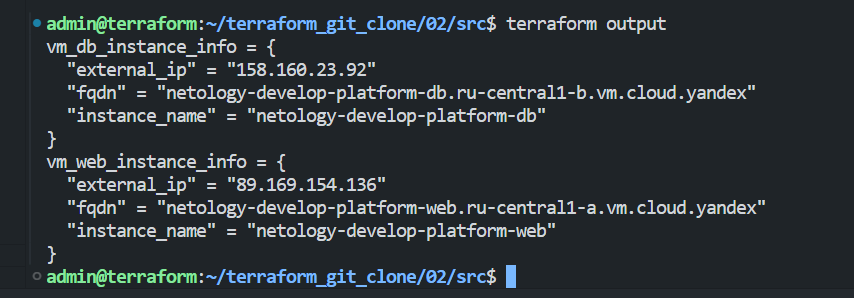 admin@terraform:~/terraform_git_clone/02/src$ terraform output
vm_db_instance_info = {
  "external_ip" = "158.160.23.92"
  "fqdn" = "netology-develop-platform-db.ru-central1-b.vm.cloud.yandex"
  "instance_name" = "netology-develop-platform-db"
}
vm_web_instance_info = {
  "external_ip" = "89.169.154.136"
  "fqdn" = "netology-develop-platform-web.ru-central1-a.vm.cloud.yandex"
  "instance_name" = "netology-develop-platform-web"
}
admin@terraform:~/terraform_git_clone/02/src$